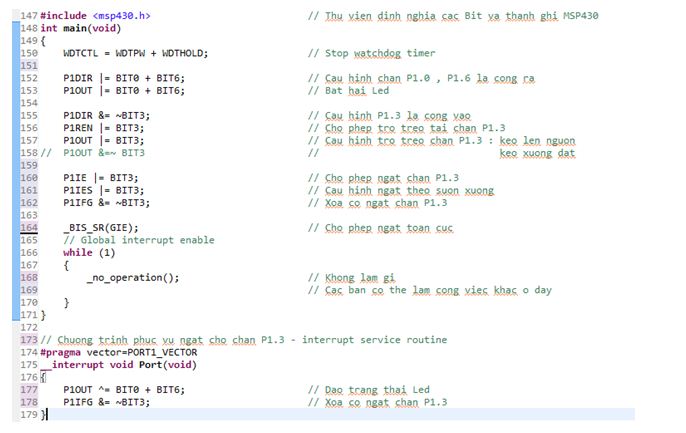 147 #include <msp430.h> // Thu vien dinh nghia cac Bit va thanh ghi MSP430
148 int main(void)
149 {
150 WDTCTL = WDTPW + WDTHOLD; // Stop watchdog timer
151
152 P1DIR |= BIT0 + BIT6; // Cau hinh chan P1.0 , P1.6 la cong ra
153 P1OUT |= BIT0 + BIT6; // Bat hai Led
154
155 P1DIR &= ~BIT3; // Cau hinh P1.3 la cong vao
156 P1REN |= BIT3; // Cho phep tro treo tai chan P1.3
157 P1OUT |= BIT3; // Cau hinh tro treo chan P1.3 : keo len nguon
158 // P1OUT &=~ BIT3 // keo xuong dat
159
160 P1IE |= BIT3; // Cho phep ngat chan P1.3
161 P1IES |= BIT3; // Cau hinh ngat theo suon xuong
162 P1IFG &= ~BIT3; // Xoa co ngat chan P1.3
163
164 _BIS_SR(GIE); // Cho phep ngat toan cuc
165 // Global interrupt enable
166 while (1)
167 {
168 _no_operation(); // Khong lam gi
169 // Cac ban co the lam cong viec khac o day
170 }
171 }
172
173 // Chuong trinh phuc vu ngat cho chan P1.3 - interrupt service routine
174 #pragma vector=PORT1_VECTOR
175 __interrupt void Port(void)
176 {
177 P1OUT ^= BIT0 + BIT6; // Dao trang thai Led
178 P1IFG &= ~BIT3; // Xoa co ngat chan P1.3
179 }